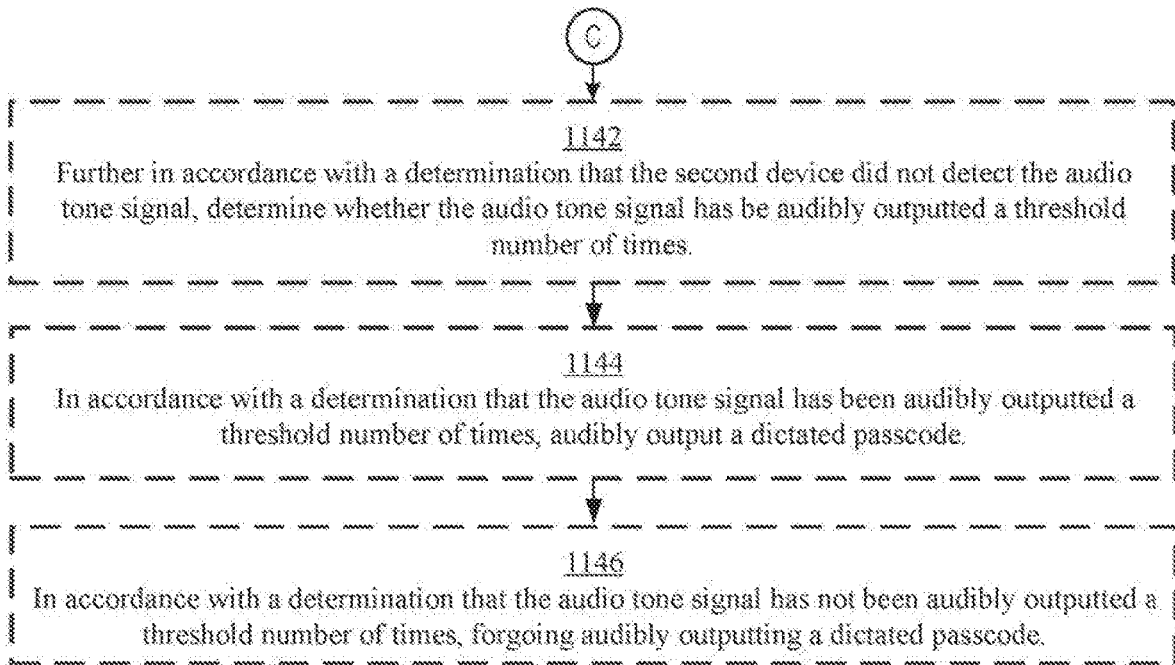 C
1142
Further in accordance with a determination that the second device did not detect the audio
tone signal, determine whether the audio tone signal has be audibly outputted a threshold
number of times.
1144
In accordance with a determination that the audio tone signal has been audibly outputted a
threshold number of times, audibly output a dictated passcode.
1146
In accordance with a determination that the audio tone signal has not been audibly outputted a
threshold number of times, forgoing audibly outputting a dictated passcode.